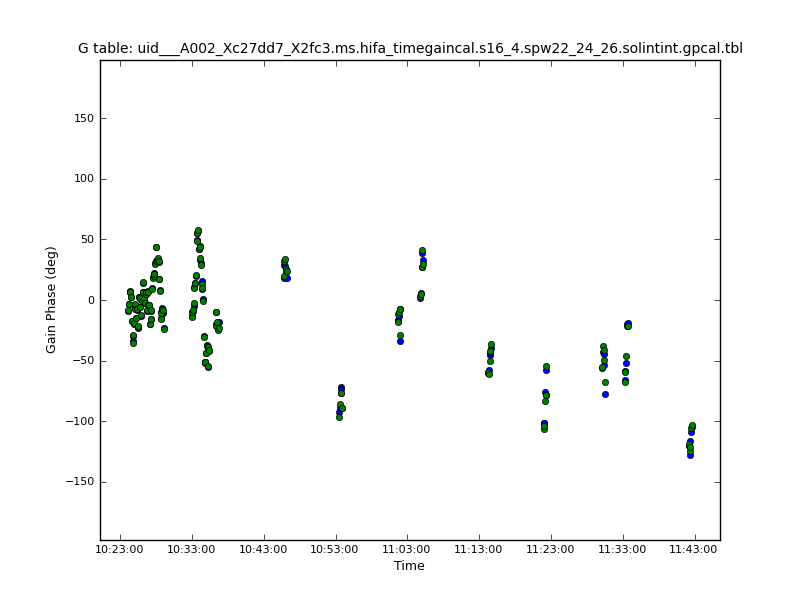 G table: uid___A002_Xc27dd7_X2fc3.ms.hifa_timegaincal.s16_4.spw22_24_26.solintint.gpcal.tbl
150
100
50
0
−50
−100
−150
Gain Phase (deg)
10:23:00 10:33:00 10:43:00 10:53:00 11:03:00 11:13:00 11:23:00 11:33:00 11:43:00
Time